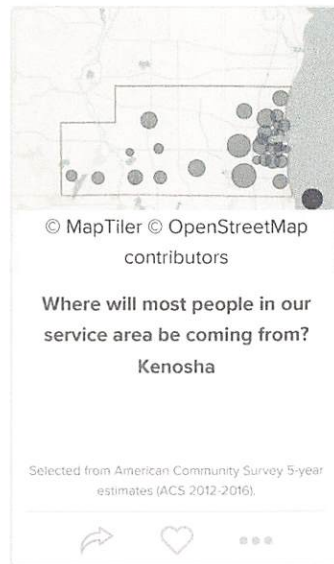 © MapTiler © OpenStreetMap
contributors
Where will most people in our
service area be coming from?
Kenosha
Selected from American Community Survey 5-year
estimates (ACS 2012-2016).